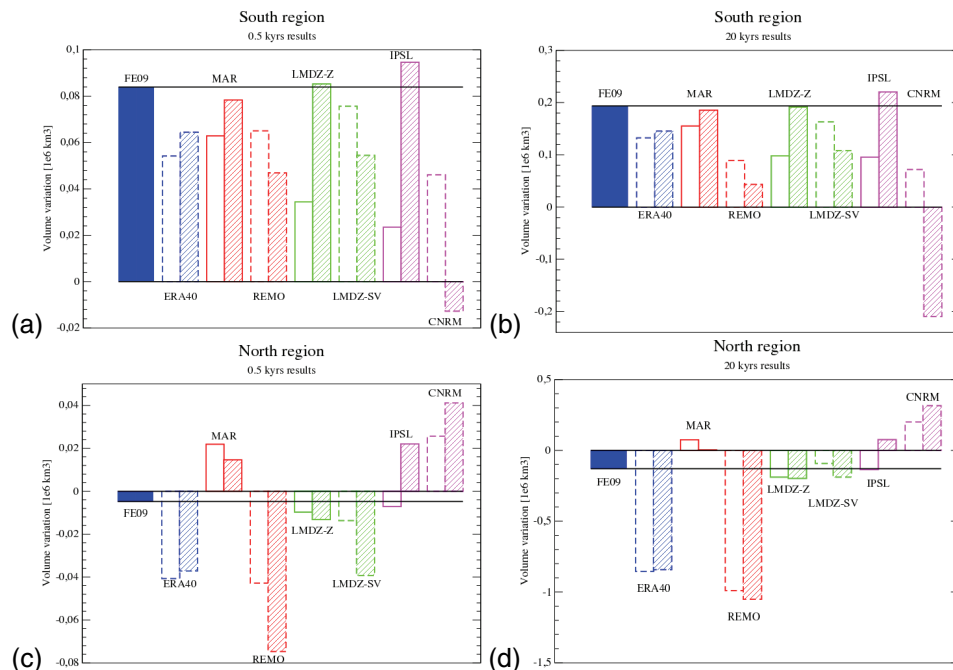 South region
0.5 kyrs results
0,1
0,08
0,06
0,04
0,02
0
-0,02
Volume variation [1e6 km3]
FE09
ERA40
MAR
REMO
LMDZ-Z
LMDZ-SV
IPSL
CNRM
(a)
South region
20 kyrs results
0,3
0,2
0,1
0
-0,1
-0,2
Volume variation [1e6 km3]
FE09
ERA40
MAR
REMO
LMDZ-Z
LMDZ-SV
IPSL
CNRM
(b)
North region
0.5 kyrs results
0,04
0,02
0
-0,02
-0,04
-0,06
-0,08
Volume variation [1e6 km3]
FE09
ERA40
MAR
REMO
LMDZ-Z
LMDZ-SV
IPSL
CNRM
(c)
North region
20 kyrs results
0,5
0
-0,5
-1
-1,5
Volume variation [1e6 km3]
FE09
ERA40
MAR
REMO
LMDZ-Z
LMDZ-SV
IPSL
CNRM
(d)